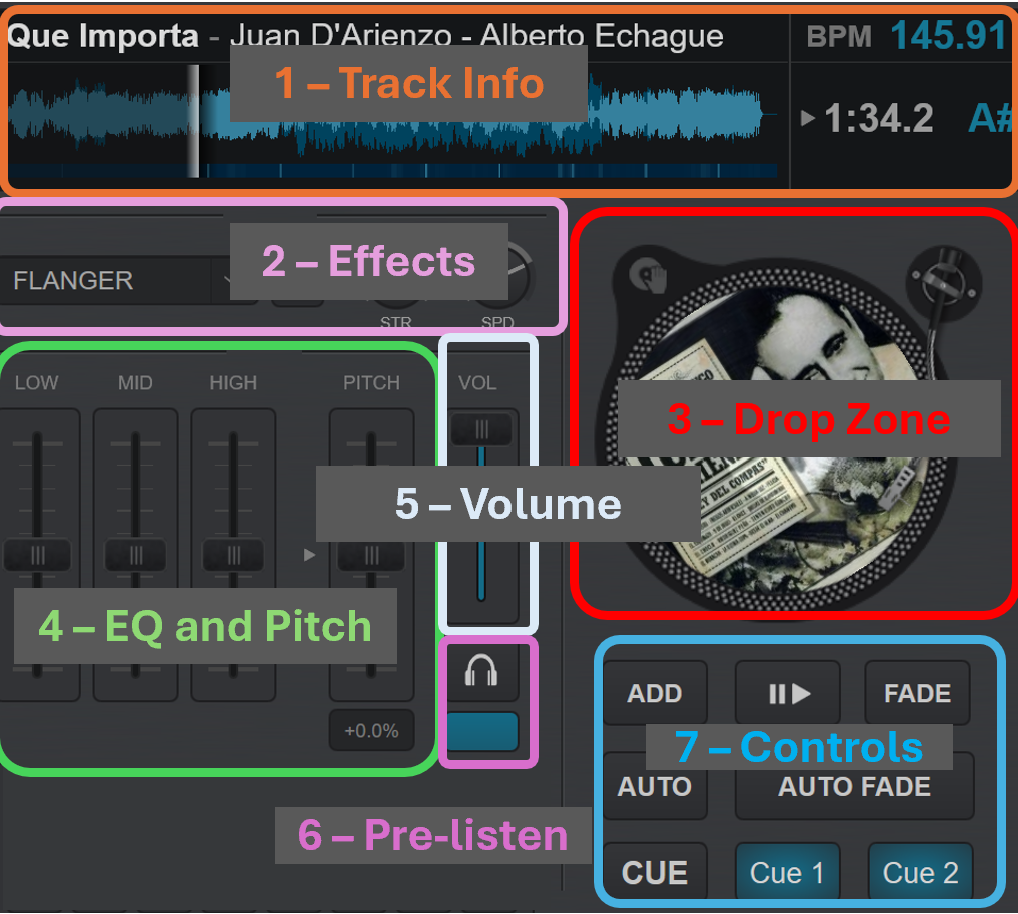 Que Importa - Juan D'Arienzo - Alberto Echague
BPM 145.91
1 – Track Info
1:34.2 A#
2 – Effects
FLANGER
STR SPD
LOW MID HIGH PITCH VOL
3 – Drop Zone
5 – Volume
DEL COMPAS"
4 – EQ and Pitch
ADD FADE
+0.0%
7 – Controls
AUTO AUTO FADE
6 – Pre-listen
CUE Cue 1 Cue 2